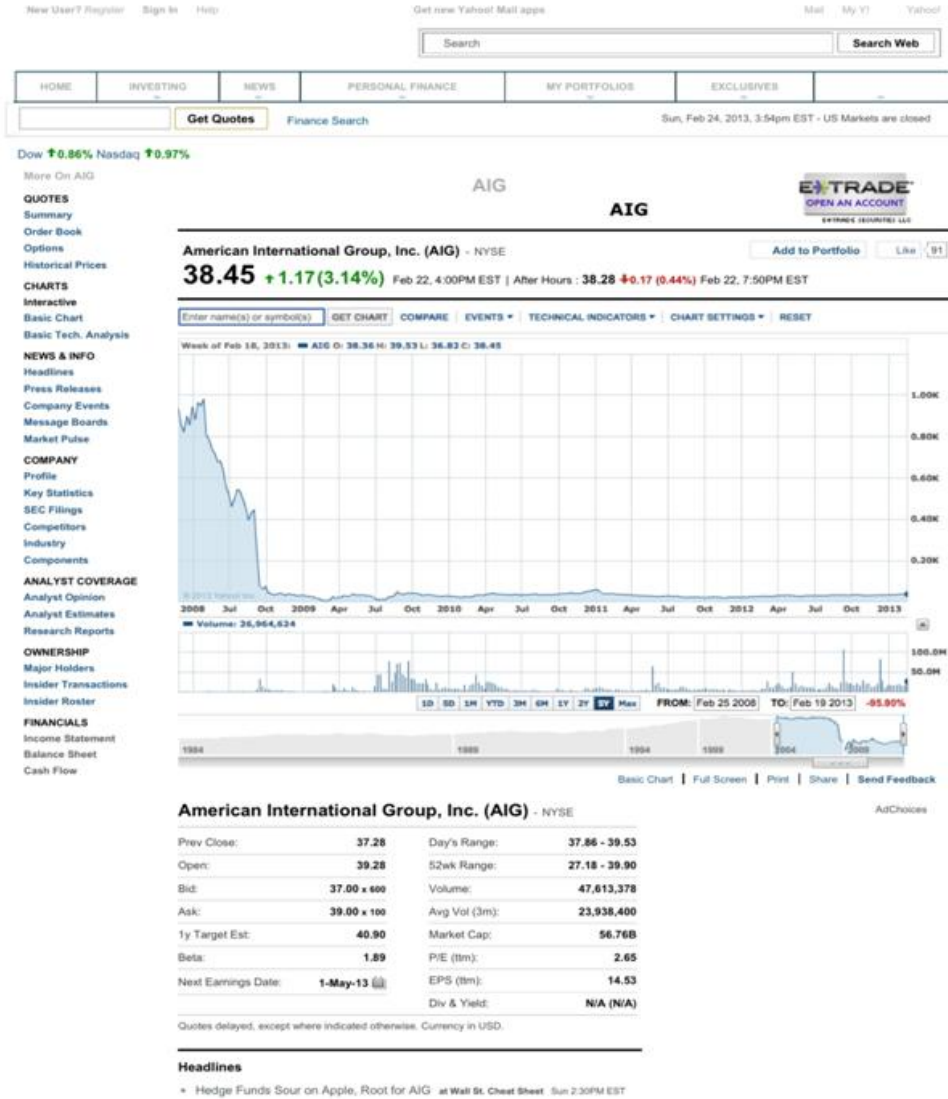 New User? Register Sign In Help Get new Yahoo! Mail apps Mail My Y! Yahoo!
Search Search Web
HOME INVESTING NEWS PERSONAL FINANCE MY PORTFOLIOS EXCLUSIVES
Get Quotes Finance Search Sun, Feb 24, 2013, 3:54pm EST - US Markets are closed
Dow 0.86% Nasdaq 0.97%
More On AIG
QUOTES
Summary
Order Book
Options
Historical Prices
CHARTS
Interactive
Basic Chart
Basic Tech. Analysis
NEWS & INFO
Headlines
Press Releases
Company Events
Message Boards
Market Pulse
COMPANY
Profile
Key Statistics
SEC Filings
Competitors
Industry
Components
ANALYST COVERAGE
Analyst Opinion
Analyst Estimates
Research Reports
OWNERSHIP
Major Holders
Insider Transactions
Insider Roster
FINANCIALS
Income Statement
Balance Sheet
Cash Flow
AIG
AIG
E*TRADE
OPEN AN ACCOUNT
E*TRADE SECURITIES LLC
American International Group, Inc. (AIG) - NYSE Add to Portfolio Like 91
38.45 1.17(3.14%) Feb 22, 4:00PM EST | After Hours : 38.28 0.17 (0.44%) Feb 22, 7:50PM EST
Enter name(s) or symbol(s) GET CHART COMPARE EVENTS TECHNICAL INDICATORS CHART SETTINGS RESET
Week of Feb 18, 2013: AIG O: 38.36 H: 39.53 L: 36.82 C: 38.45
1.00K
0.80K
0.60K
0.40K
0.20K
2008 Jul Oct 2009 Apr Jul Oct 2010 Apr Jul Oct 2011 Apr Jul Oct 2012 Apr Jul Oct 2013
Volume: 26,964,624
100.0M
50.0M
1D 5D 1M YTD 3M 6M 1Y 2Y 5Y Max FROM: Feb 25 2008 TO: Feb 19 2013 -95.90%
1984 1989 1994 1999 2004 2009
Basic Chart | Full Screen | Print | Share | Send Feedback
American International Group, Inc. (AIG) - NYSE AdChoices
Prev Close: 37.28 Day's Range: 37.86 - 39.53
Open: 39.28 52wk Range: 27.18 - 39.90
Bid: 37.00 x 600 Volume: 47,613,378
Ask: 39.00 x 100 Avg Vol (3m): 23,938,400
1y Target Est: 40.90 Market Cap: 56.76B
Beta: 1.89 P/E (ttm): 2.65
Next Earnings Date: 1-May-13 EPS (ttm): 14.53
Div & Yield: N/A (N/A)
Quotes delayed, except where indicated otherwise. Currency in USD.
Headlines
Hedge Funds Sour on Apple, Root for AIG at Wall St. Cheat Sheet Sun 2:30PM EST